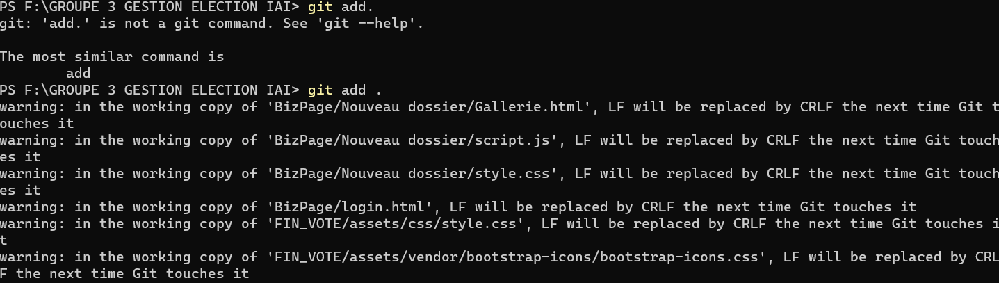 PS F:\GROUPE 3 GESTION ELECTION IAI> git add.
git: 'add.' is not a git command. See 'git --help'.
The most similar command is
        add
PS F:\GROUPE 3 GESTION ELECTION IAI> git add .
warning: in the working copy of 'BizPage/Nouveau dossier/Gallerie.html', LF will be replaced by CRLF the next time Git t
ouches it
warning: in the working copy of 'BizPage/Nouveau dossier/script.js', LF will be replaced by CRLF the next time Git touch
es it
warning: in the working copy of 'BizPage/Nouveau dossier/style.css', LF will be replaced by CRLF the next time Git touch
es it
warning: in the working copy of 'BizPage/login.html', LF will be replaced by CRLF the next time Git touches it
warning: in the working copy of 'FIN_VOTE/assets/css/style.css', LF will be replaced by CRLF the next time Git touches i
t
warning: in the working copy of 'FIN_VOTE/assets/vendor/bootstrap-icons/bootstrap-icons.css', LF will be replaced by CRL
F the next time Git touches it